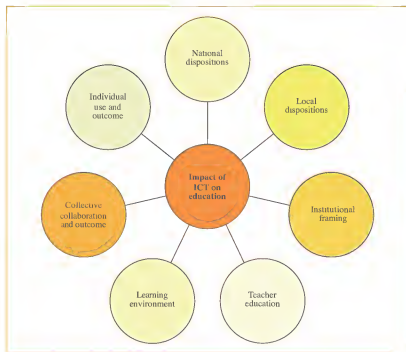 National
dispositions
Local
dispositions
Institutional
framing
Teacher
education
Learning
environment
Collective
collaboration
and outcome
Individual
use and
outcome
Impact of
ICT on
education